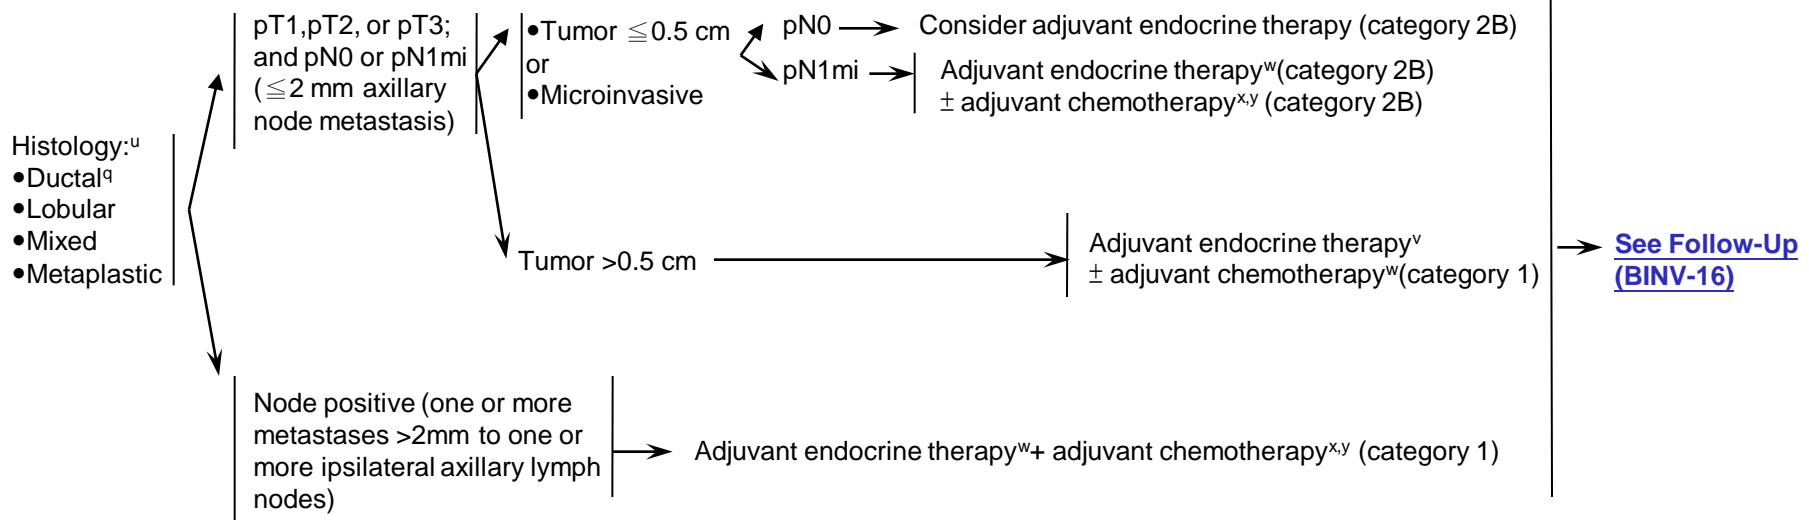 Histology:ᵘ
•Ductalq
•Lobular
•Mixed
•Metaplastic
pT1,pT2, or pT3;
and pN0 or pN1mi
(≦2 mm axillary
node metastasis)
•Tumor ≦0.5 cm
or
•Microinvasive
pN0
Consider adjuvant endocrine therapy (category 2B)
pN1mi
Adjuvant endocrine therapyʷ(category 2B)
± adjuvant chemotherapyˣ,ʸ (category 2B)
Tumor >0.5 cm
Adjuvant endocrine therapyᵛ
± adjuvant chemotherapyʷ(category 1)
Node positive (one or more
metastases >2mm to one or
more ipsilateral axillary lymph
nodes)
Adjuvant endocrine therapyʷ+ adjuvant chemotherapyˣ,ʸ (category 1)
See Follow-Up
(BINV-16)